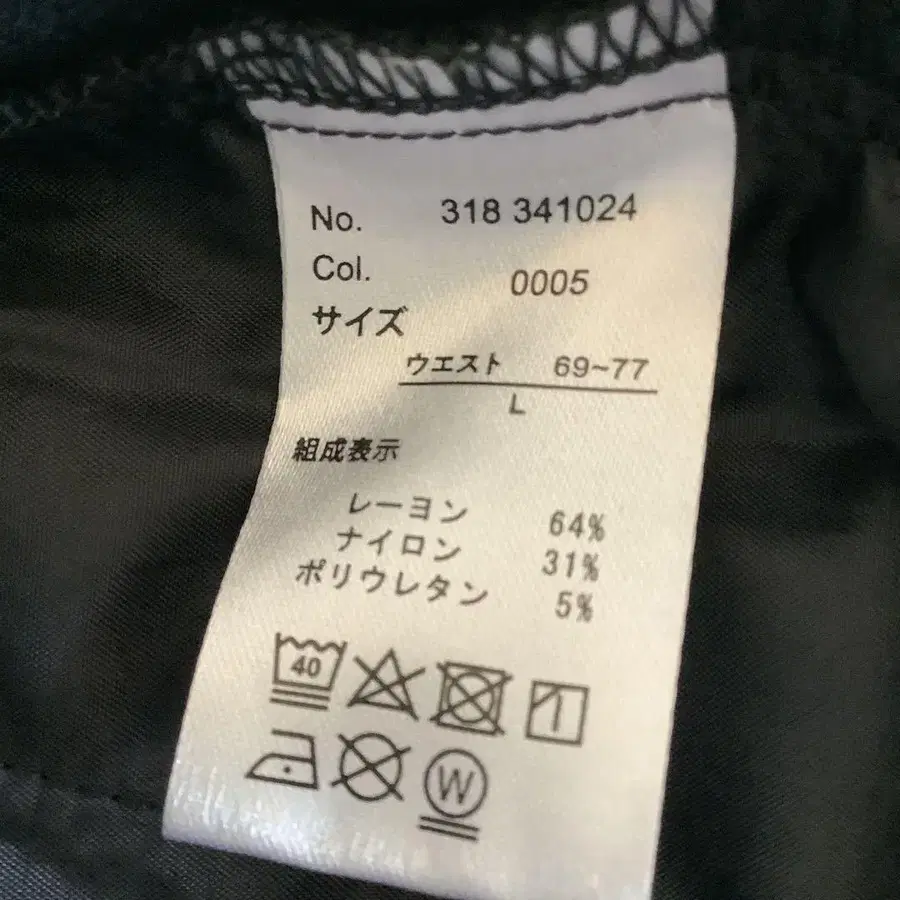 No. 318 341024
Col. 0005
サイズ
ウエスト 69~77
L
組成表示
レーヨン 64%
ナイロン 31%
ポリウレタン 5%
40
W